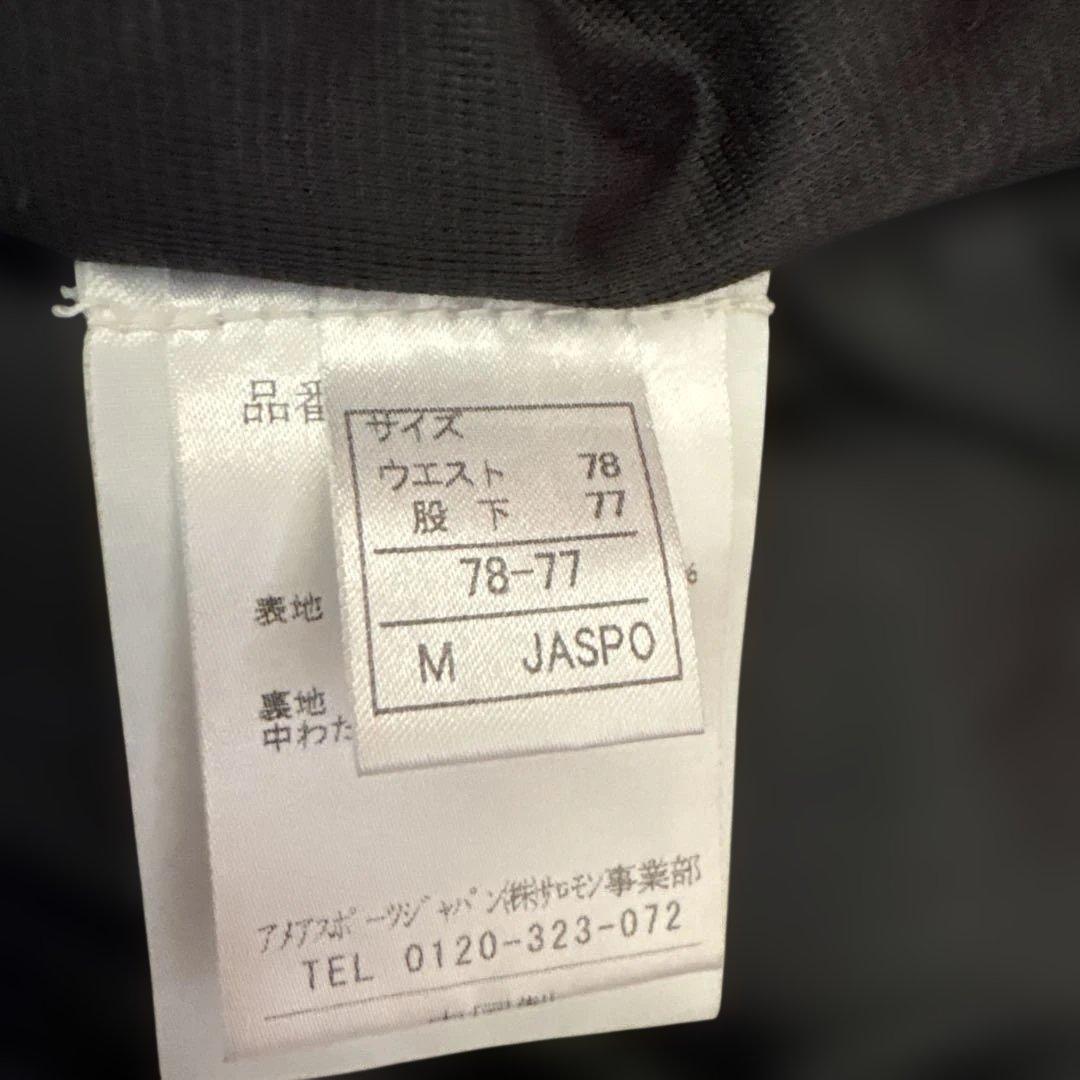 品番
サイズ
ウエスト 78
股下 77
78-77
M JASPO
表地
裏地
中わた
アメアスポーツジャパン(株)サロモン事業部
TEL 0120-323-072